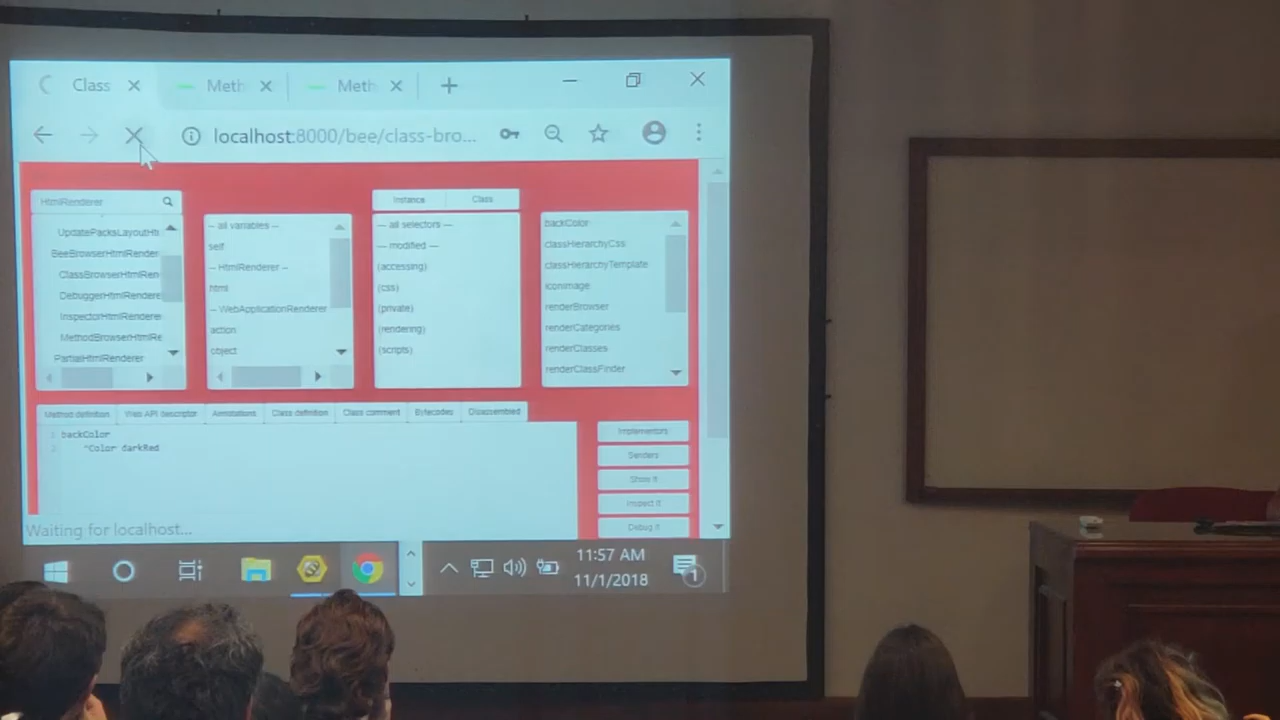 Class
Meth
Meth
localhost:8000/bee/class-bro...
HtmlRenderer
UpdatePacksLayoutHt
BeeBrowserHtmlRender
ClassBrowserHtmlRen
DebuggerHtmlRendere
InspectorHtmlRendere
MethodBrowserHtmlRe
PartialHtmlRenderer
-- all variables --
self
-- HtmlRenderer --
html
-- WebApplicationRenderer
action
object
Instance
Class
--- all selectors ---
--- modified ---
(accessing)
(css)
(private)
(rendering)
(scripts)
backColor
classHierarchyCss
classHierarchyTemplate
iconImage
renderBrowser
renderCategories
renderClasses
renderClassFinder
Method definition
Web API descriptor
Annotations
Class definition
Class comment
Bytecodes
Disassembled
1 backColor
2 ^Color darkRed
Implementors
Senders
Show it
Inspect it
Debug it
Waiting for localhost...
11:57 AM
11/1/2018
1